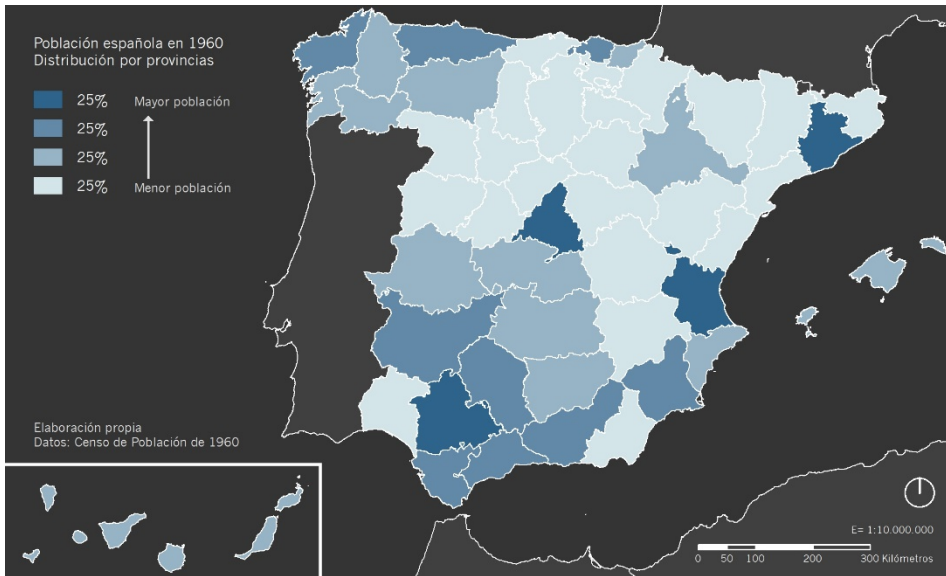 Población española en 1960
Distribución por provincias
25% Mayor población
25%
25%
25% Menor población
Elaboración propia
Datos: Censo de Población de 1960
E= 1:10.000.000
0 50 100 200 300 Kilómetros